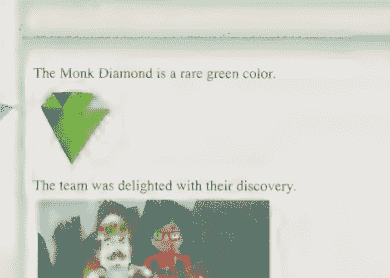 The Monk Diamond is a rare green color.
The team was delighted with their discovery.